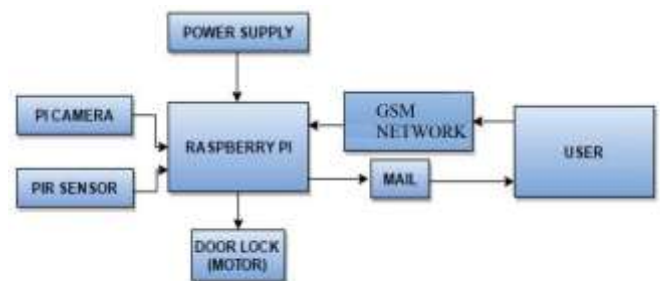 POWER SUPPLY
PI CAMERA
PIR SENSOR
RASPBERRY PI
GSM
NETWORK
MAIL
USER
DOOR LOCK
(MOTOR)